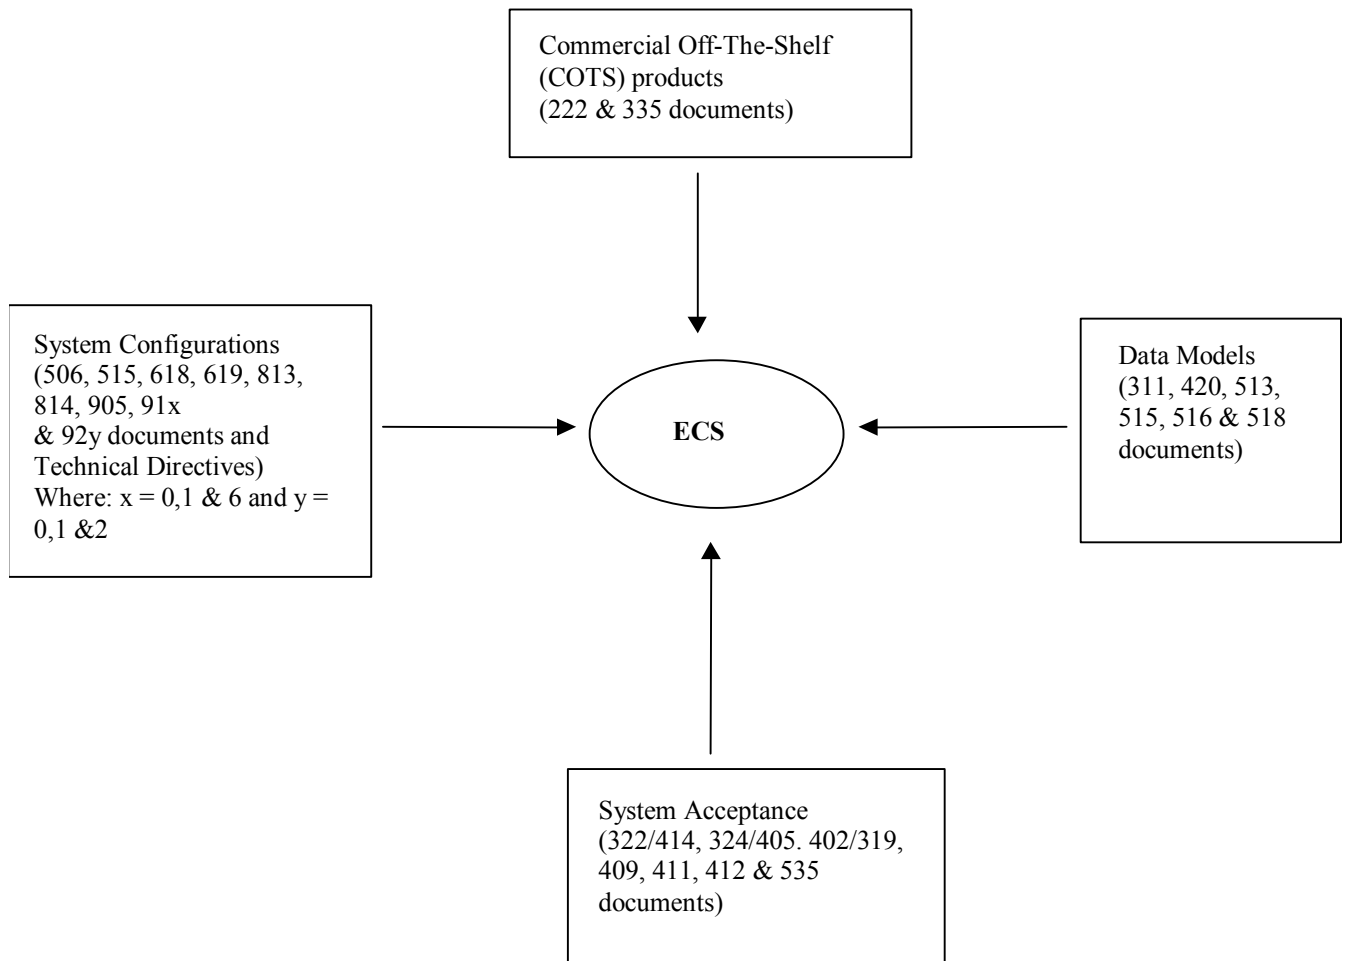 Commercial Off-The-Shelf
(COTS) products
(222 & 335 documents)
System Configurations
(506, 515, 618, 619, 813,
814, 905, 91x
& 92y documents and
Technical Directives)
Where: x = 0,1 & 6 and y =
0,1 &2
ECS
Data Models
(311, 420, 513,
515, 516 & 518
documents)
System Acceptance
(322/414, 324/405. 402/319,
409, 411, 412 & 535
documents)